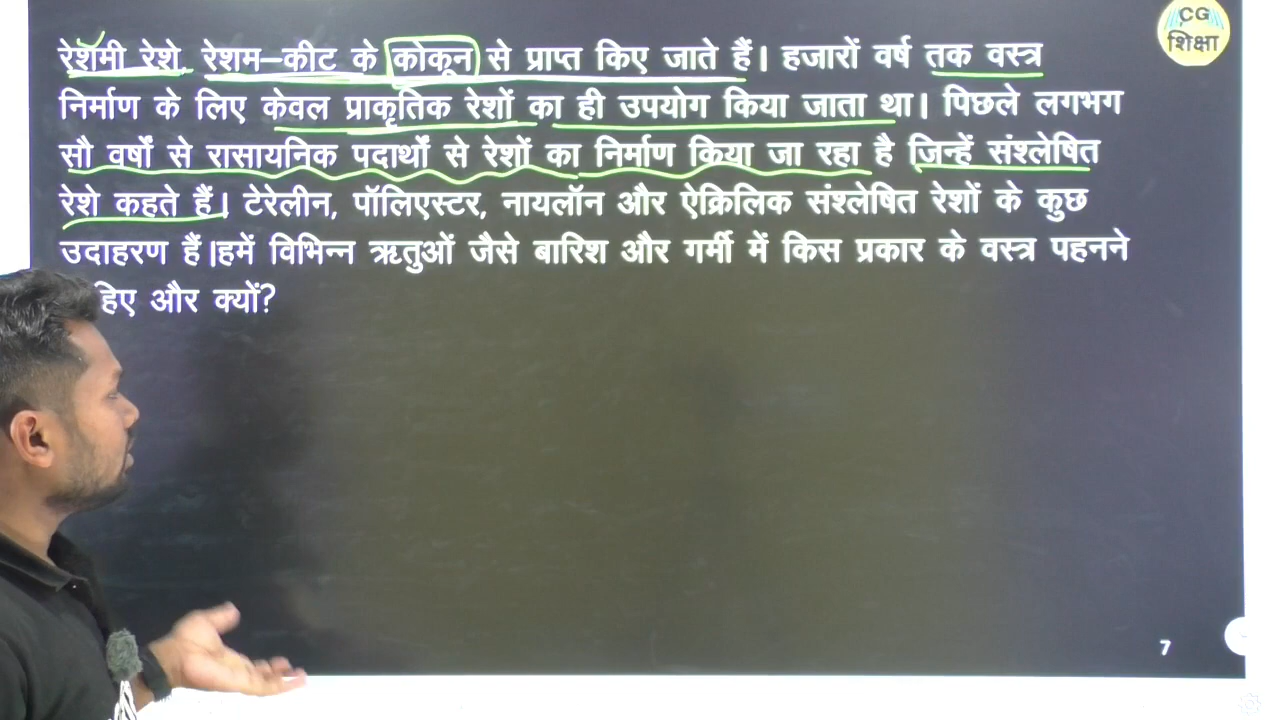 CG
शिक्षा
रेशमी रेशे रेशम–कीट के कोकून से प्राप्त किए जाते हैं। हजारों वर्ष तक वस्त्र
निर्माण के लिए केवल प्राकृतिक रेशों का ही उपयोग किया जाता था। पिछले लगभग
सौ वर्षों से रासायनिक पदार्थों से रेशों का निर्माण किया जा रहा है जिन्हें संश्लेषित
रेशे कहते हैं। टेरेलीन, पॉलिएस्टर, नायलॉन और ऐक्रिलिक संश्लेषित रेशों के कुछ
उदाहरण हैं।हमें विभिन्न ऋतुओं जैसे बारिश और गर्मी में किस प्रकार के वस्त्र पहनने
हिए और क्यों?
7